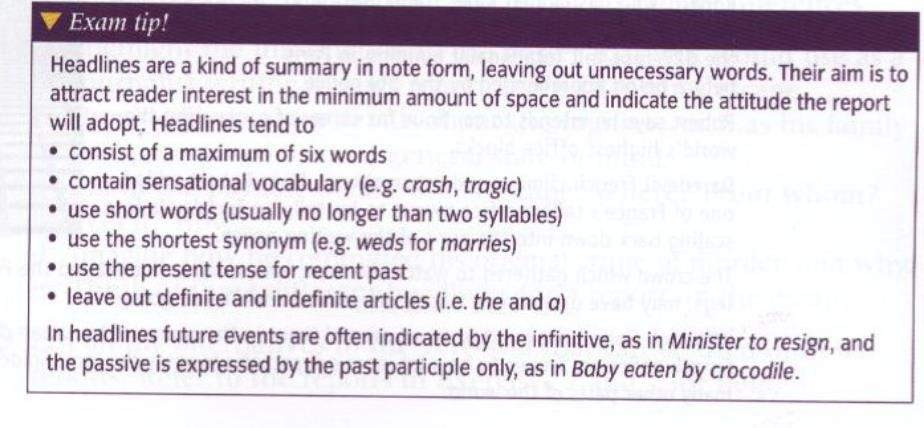 Exam tip!
Headlines are a kind of summary in note form, leaving out unnecessary words. Their aim is to
attract reader interest in the minimum amount of space and indicate the attitude the report
will adopt. Headlines tend to
• consist of a maximum of six words
• contain sensational vocabulary (e.g. crash, tragic)
• use short words (usually no longer than two syllables)
• use the shortest synonym (e.g. weds for marries)
• use the present tense for recent past
• leave out definite and indefinite articles (i.e. the and a)
In headlines future events are often indicated by the infinitive, as in Minister to resign, and
the passive is expressed by the past participle only, as in Baby eaten by crocodile.